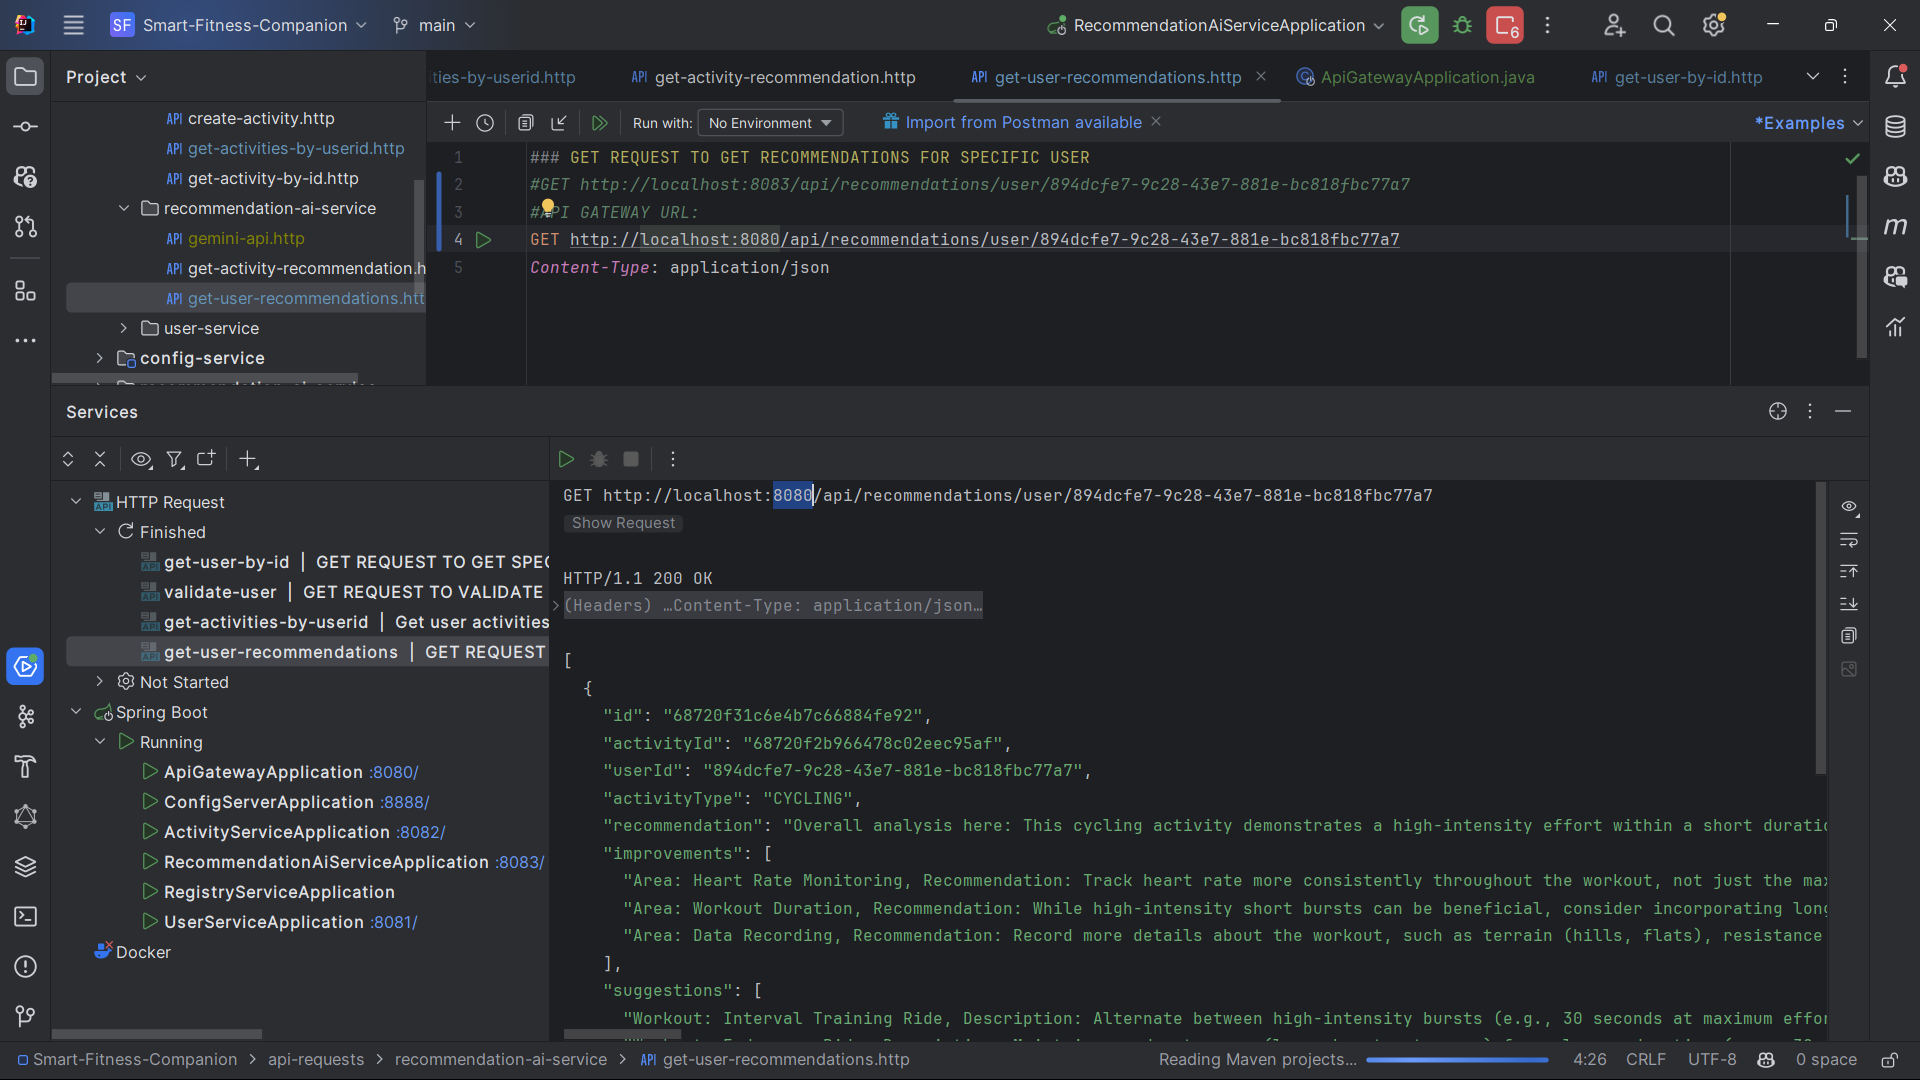 SF Smart-Fitness-Companion main RecommendationAiServiceApplication 6
Project
ties-by-userid.http API get-activity-recommendation.http API get-user-recommendations.http ApiGatewayApplication.java API get-user-by-id.http
API create-activity.http
API get-activities-by-userid.http
API get-activity-by-id.http
recommendation-ai-service
API gemini-api.http
API get-activity-recommendation.h
API get-user-recommendations.htt
user-service
config-service
Run with: No Environment Import from Postman available *Examples
1 ### GET REQUEST TO GET RECOMMENDATIONS FOR SPECIFIC USER
2 #GET http://localhost:8083/api/recommendations/user/894dcfe7-9c28-43e7-881e-bc818fbc77a7
3 #API GATEWAY URL:
4 GET http://localhost:8080/api/recommendations/user/894dcfe7-9c28-43e7-881e-bc818fbc77a7
5 Content-Type: application/json
Services
HTTP Request
Finished
get-user-by-id | GET REQUEST TO GET SPEC
validate-user | GET REQUEST TO VALIDATE
get-activities-by-userid | Get user activities
get-user-recommendations | GET REQUEST
Not Started
Spring Boot
Running
ApiGatewayApplication :8080/
ConfigServerApplication :8888/
ActivityServiceApplication :8082/
RecommendationAiServiceApplication :8083/
RegistryServiceApplication
UserServiceApplication :8081/
Docker
GET http://localhost:8080/api/recommendations/user/894dcfe7-9c28-43e7-881e-bc818fbc77a7
Show Request
HTTP/1.1 200 OK
(Headers) …Content-Type: application/json…
[
{
"id": "68720f31c6e4b7c66884fe92",
"activityId": "68720f2b966478c02eec95af",
"userId": "894dcfe7-9c28-43e7-881e-bc818fbc77a7",
"activityType": "CYCLING",
"recommendation": "Overall analysis here: This cycling activity demonstrates a high-intensity effort within a short duratio
"improvements": [
"Area: Heart Rate Monitoring, Recommendation: Track heart rate more consistently throughout the workout, not just the max
"Area: Workout Duration, Recommendation: While high-intensity short bursts can be beneficial, consider incorporating long
"Area: Data Recording, Recommendation: Record more details about the workout, such as terrain (hills, flats), resistance
],
"suggestions": [
"Workout: Interval Training Ride, Description: Alternate between high-intensity bursts (e.g., 30 seconds at maximum effor
Smart-Fitness-Companion > api-requests > recommendation-ai-service > API get-user-recommendations.http Reading Maven projects... 4:26 CRLF UTF-8 0 space